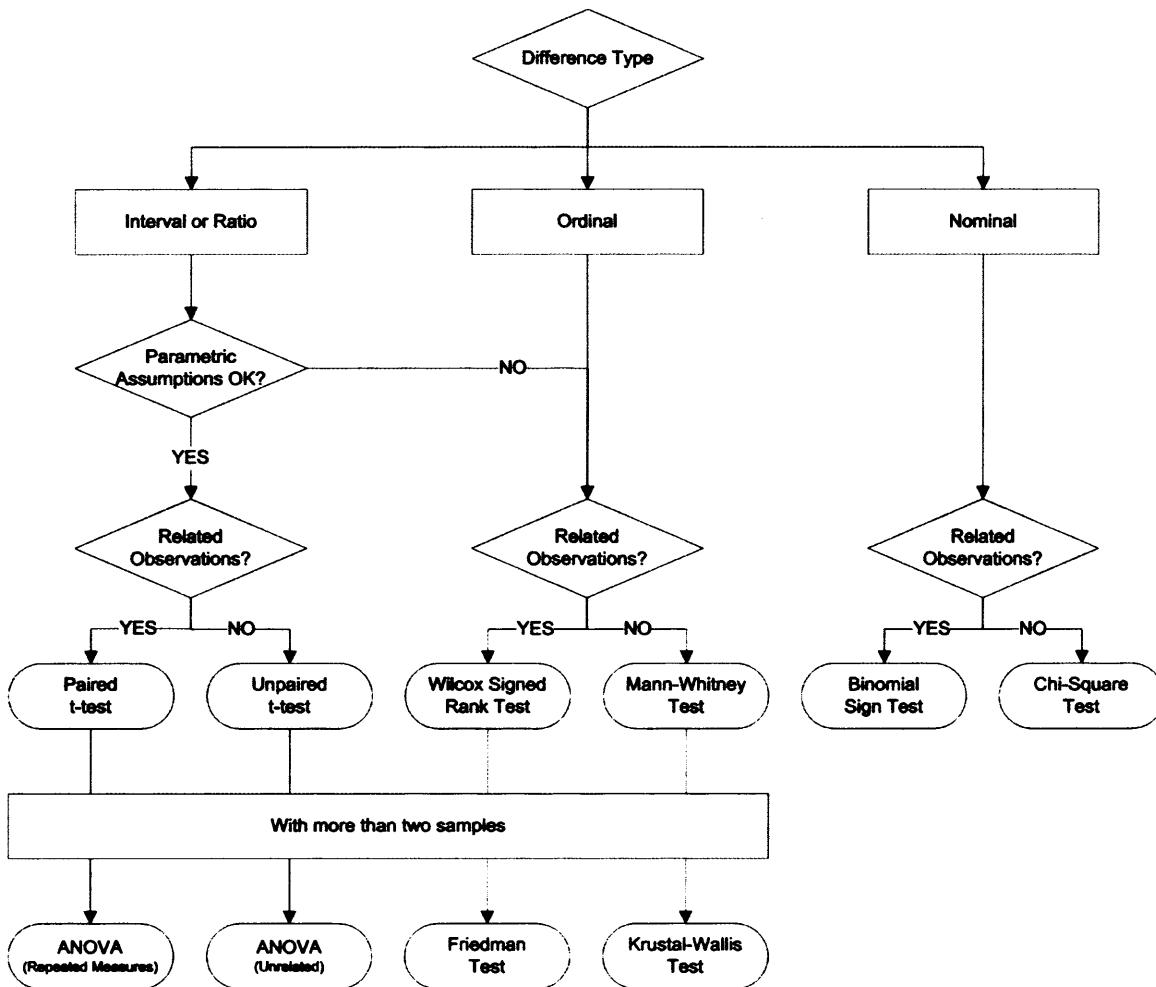 Difference Type
Interval or Ratio
Ordinal
Nominal
Parametric
Assumptions OK?
NO
YES
Related
Observations?
Related
Observations?
Related
Observations?
YES
NO
YES
NO
YES
NO
Paired
t-test
Unpaired
t-test
Wilcox Signed
Rank Test
Mann-Whitney
Test
Binomial
Sign Test
Chi-Square
Test
With more than two samples
ANOVA
(Repeated Measures)
ANOVA
(Unrelated)
Friedman
Test
Krustal-Wallis
Test